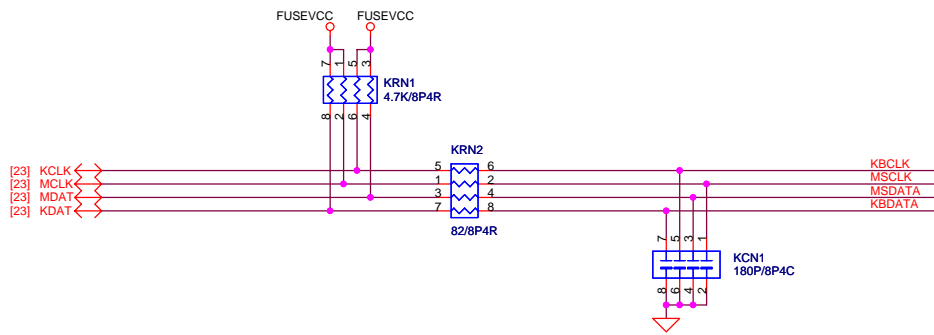 FUSEVCC FUSEVCC
7 1 5 3
KRN1
4.7K/8P4R
8 2 6 4
KRN2
[23] KCLK 5 6 KBCLK
[23] MCLK 1 2 MSCLK
[23] MDAT 3 4 MSDATA
[23] KDAT 7 8 KBDATA
82/8P4R
7 5 3 1
KCN1
180P/8P4C
8 6 4 2